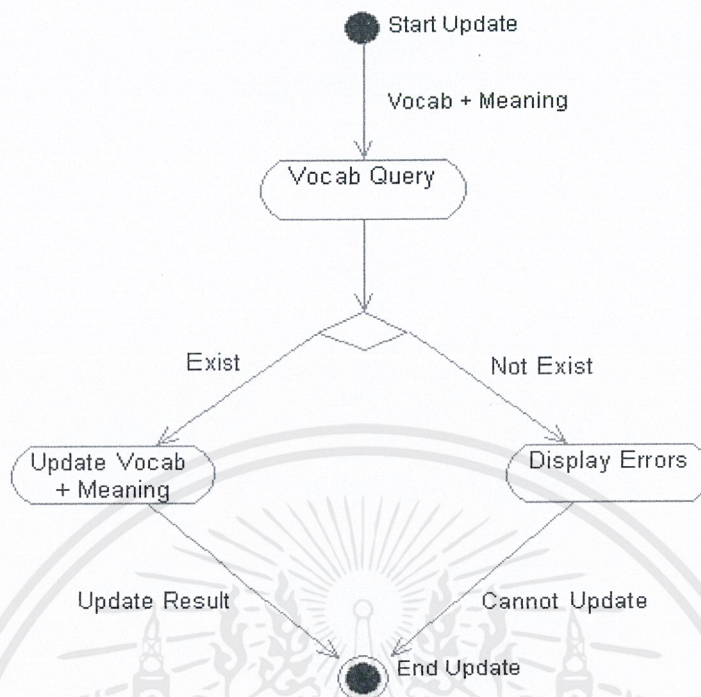 Start Update
Vocab + Meaning
Vocab Query
Exist
Not Exist
Update Vocab
+ Meaning
Display Errors
Update Result
Cannot Update
End Update